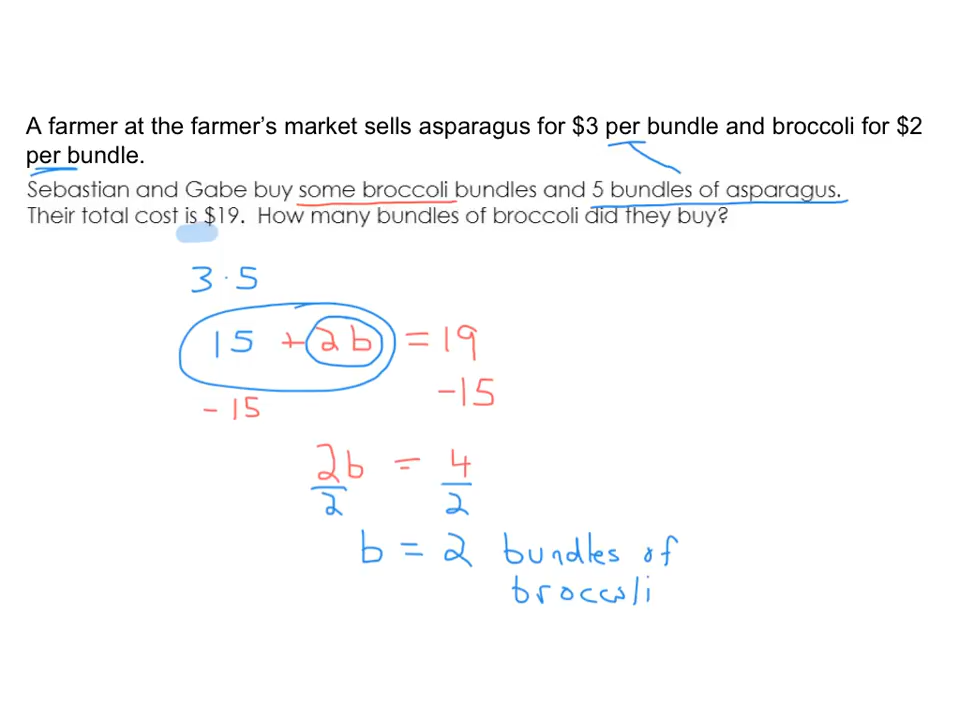 A farmer at the farmer's market sells asparagus for $3 per bundle and broccoli for $2
per bundle.
Sebastian and Gabe buy some broccoli bundles and 5 bundles of asparagus.
Their total cost is $19. How many bundles of broccoli did they buy?
3 · 5
15 + 2b = 19
- 15 - 15
2b = 4
2 2
b = 2 bundles of
broccoli